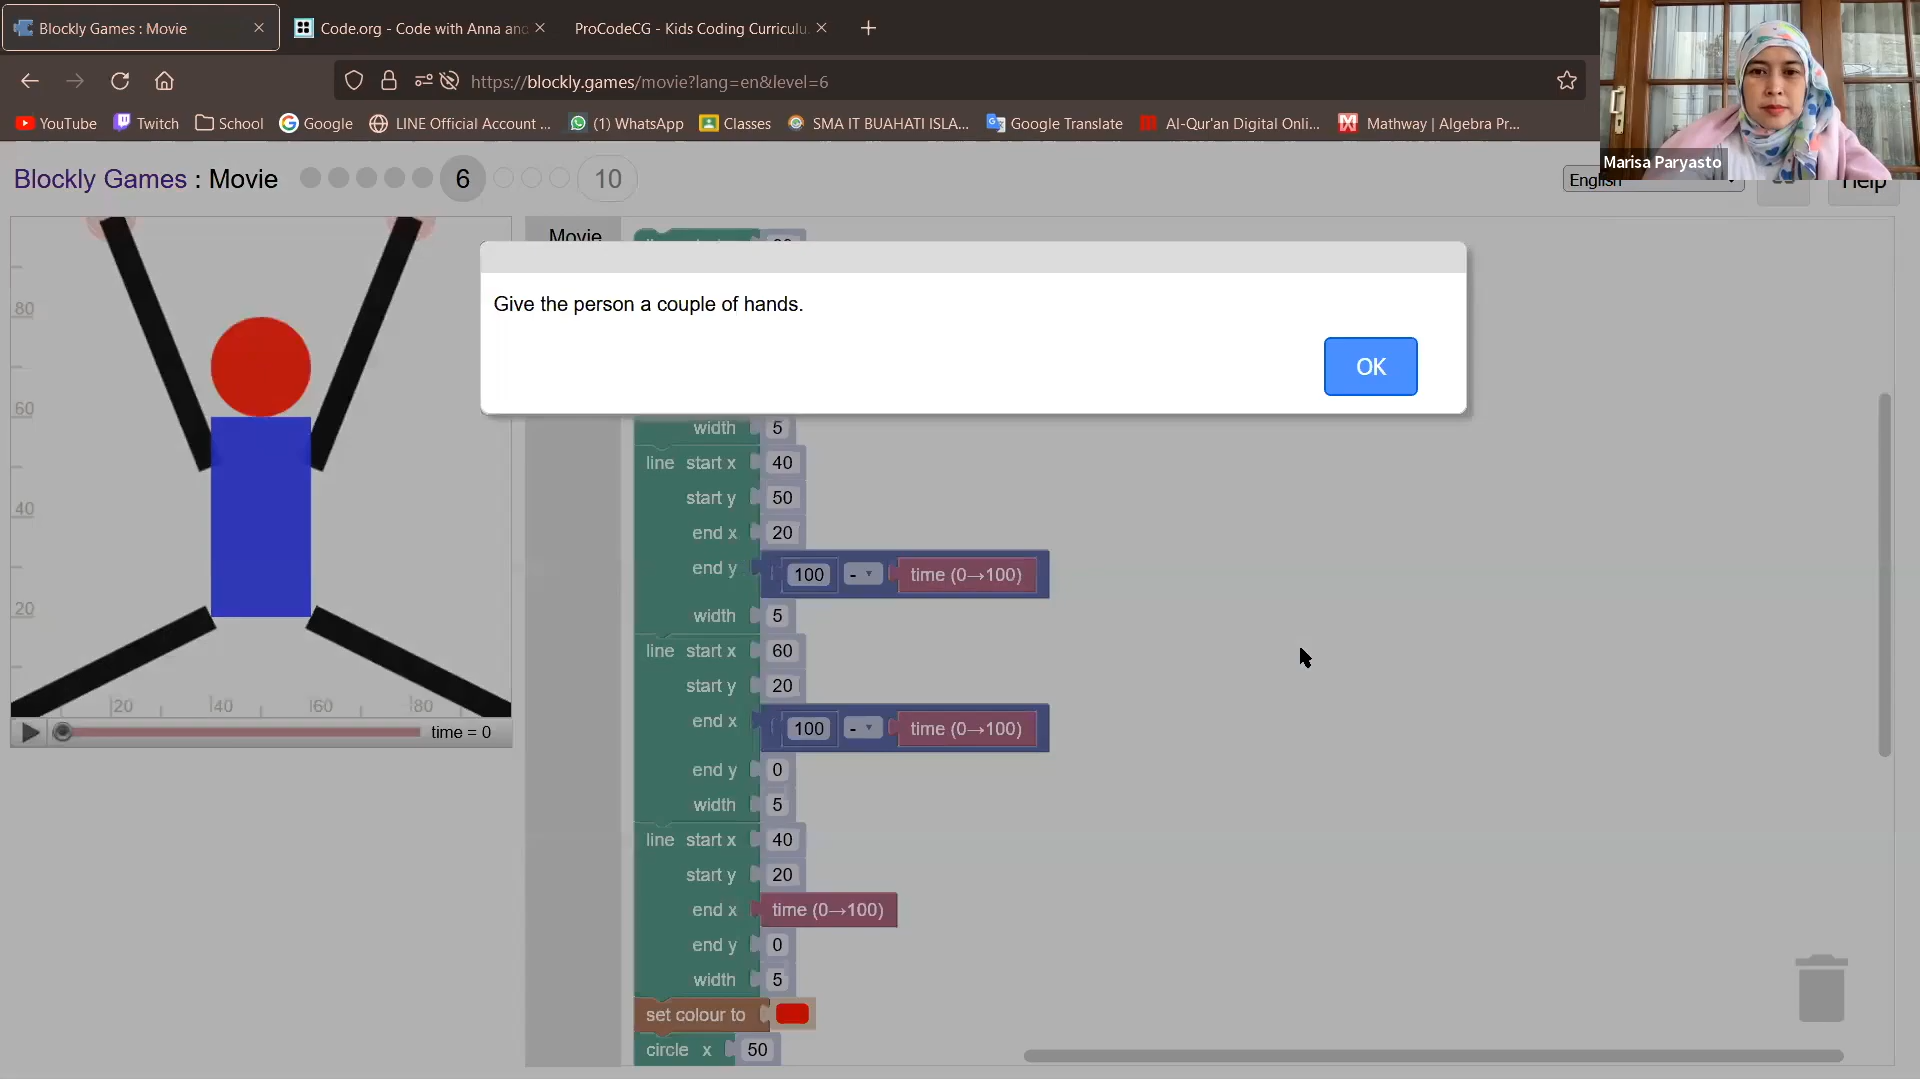 Blockly Games : Movie
Code.org - Code with Anna and
ProCodeCG - Kids Coding Curriculu
https://blockly.games/movie?lang=en&level=6
YouTube
Twitch
School
Google
LINE Official Account ...
(1) WhatsApp
Classes
SMA IT BUAHATI ISLA...
Google Translate
Al-Qur'an Digital Onli...
Mathway | Algebra Pr...
Marisa Paryasto
Blockly Games : Movie
6
10
English
Help
Movie
Give the person a couple of hands.
OK
80
60
40
20
20
40
60
80
time = 0
width 5
line start x 40
start y 50
end x 20
end y 100 - time (0→100)
width 5
line start x 60
start y 20
end x 100 - time (0→100)
end y 0
width 5
line start x 40
start y 20
end x time (0→100)
end y 0
width 5
set colour to
circle x 50